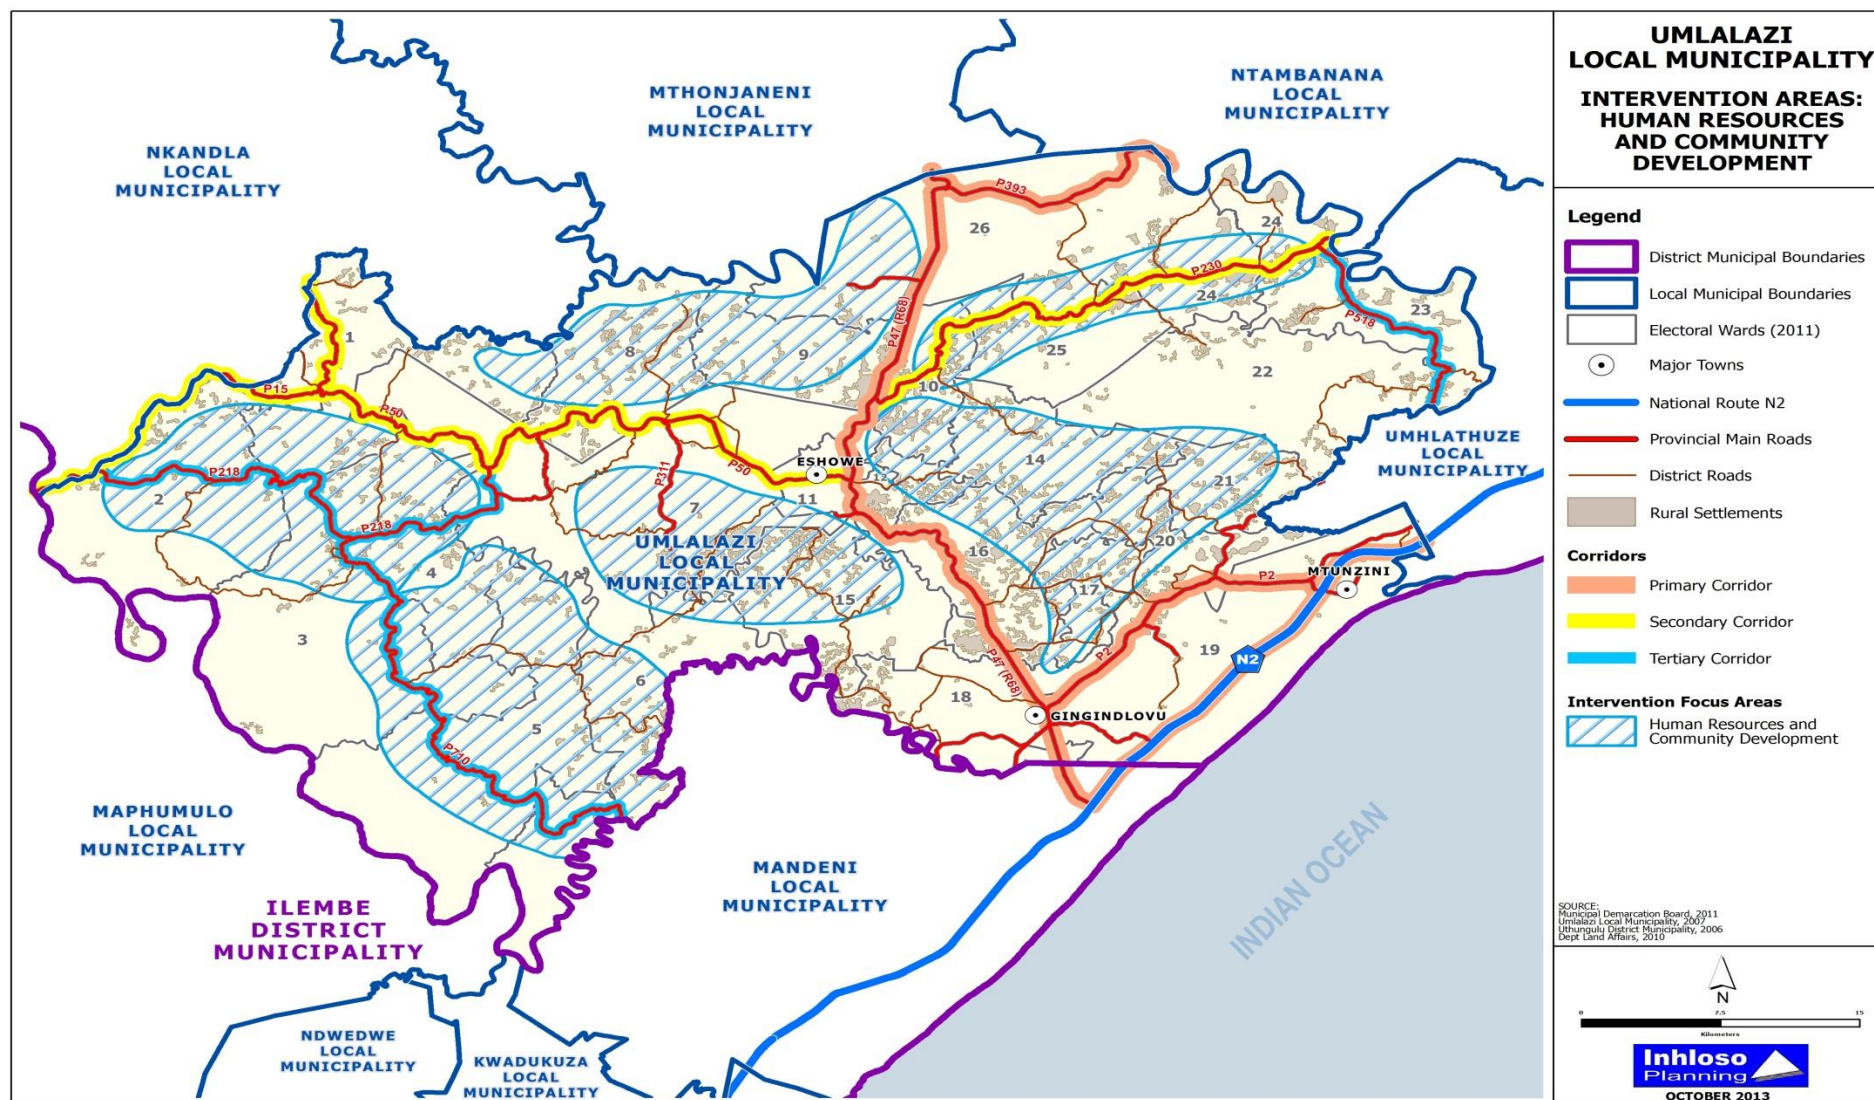 UMLALAZI
LOCAL MUNICIPALITY
INTERVENTION AREAS:
HUMAN RESOURCES
AND COMMUNITY
DEVELOPMENT
Legend
District Municipal Boundaries
Local Municipal Boundaries
Electoral Wards (2011)
Major Towns
National Route N2
Provincial Main Roads
District Roads
Rural Settlements
Corridors
Primary Corridor
Secondary Corridor
Tertiary Corridor
Intervention Focus Areas
Human Resources and
Community Development
SOURCE:
Municipal Demarcation Board, 2011
Umlalazi Local Municipality, 2007
Uthungulu District Municipality, 2006
Dept Land Affairs, 2010
N
0 7.5 15
Kilometers
Inhloso
Planning
OCTOBER 2013
NKANDLA
LOCAL
MUNICIPALITY
MTHONJANENI
LOCAL
MUNICIPALITY
NTAMBANANA
LOCAL
MUNICIPALITY
UMHLATHUZE
LOCAL
MUNICIPALITY
UMLALAZI
LOCAL
MUNICIPALITY
MAPHUMULO
LOCAL
MUNICIPALITY
ILEMBE
DISTRICT
MUNICIPALITY
MANDENI
LOCAL
MUNICIPALITY
NDWEDWE
LOCAL
MUNICIPALITY
KWADUKUZA
LOCAL
MUNICIPALITY
INDIAN OCEAN
ESHOWE
MTUNZINI
GINGINDLOVU
N2
P393
P230
P518
P47 (R68)
P15
P50
P50
P311
P218
P218
P710
P47 (R68)
P2
P2
1
2
3
4
5
6
7
8
9
10
11
12
14
15
16
17
18
19
20
21
22
23
24
24
25
26